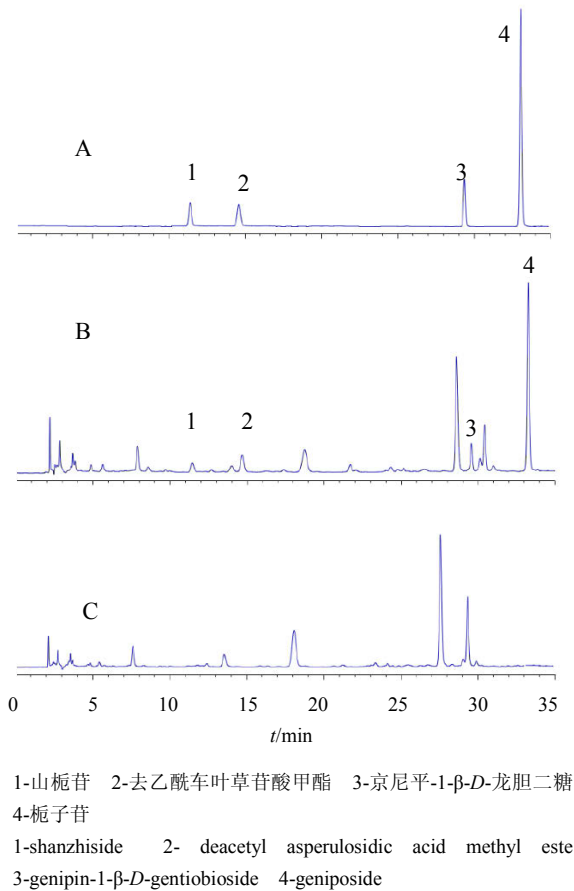 4
A
1
2
3
4
B
1
2
3
C
0 5 10 15 20 25 30 35
t/min
1-山栀苷 2-去乙酰车叶草苷酸甲酯 3-京尼平-1-β-D-龙胆二糖
4-栀子苷
1-shanzhiside 2- deacetyl asperulosidic acid methyl este
3-genipin-1-β-D-gentiobioside 4-geniposide